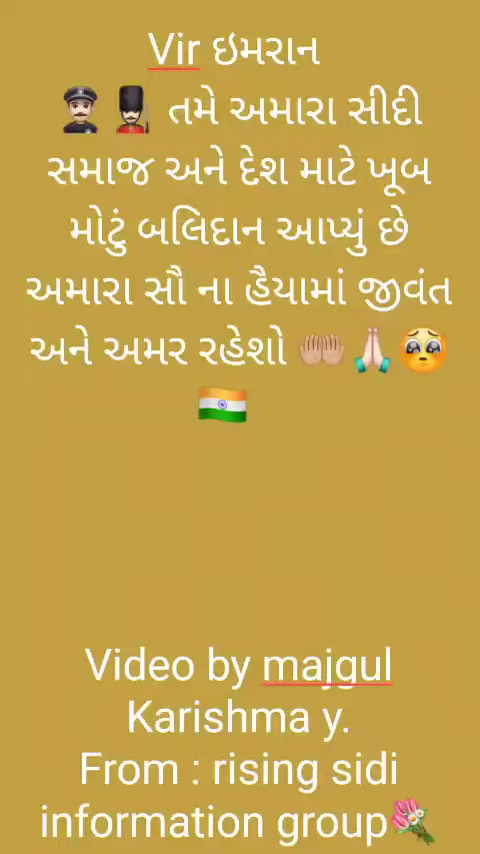 Vir ઇમરાન
👮🏻‍♂️💂🏻‍♂️ તમે અમારા સીદી
સમાજ અને દેશ માટે ખૂબ
મોટું બલિદાન આપ્યું છે
અમારા સૌ ના હૈયામાં જીવંત
અને અમર રહેશો 🤲🏼🙏🏻🥺
🇮🇳
Video by majgul
Karishma y.
From : rising sidi
information group💐